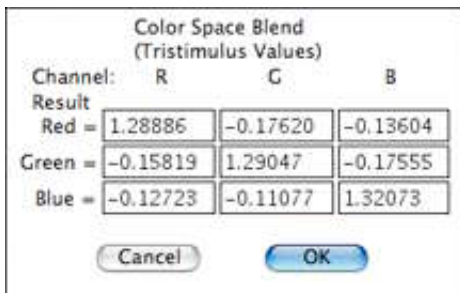 Color Space Blend
(Tristimulus Values)
Channel: R G B
Result
Red = 1.28886 -0.17620 -0.13604
Green = -0.15819 1.29047 -0.17555
Blue = -0.12723 -0.11077 1.32073
Cancel OK